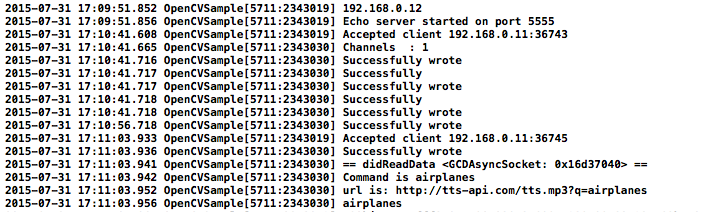 2015-07-31 17:09:51.852 OpenCVSample[5711:2343019] 192.168.0.12
2015-07-31 17:09:51.856 OpenCVSample[5711:2343019] Echo server started on port 5555
2015-07-31 17:10:41.608 OpenCVSample[5711:2343019] Accepted client 192.168.0.11:36743
2015-07-31 17:10:41.665 OpenCVSample[5711:2343030] Channels  : 1
2015-07-31 17:10:41.716 OpenCVSample[5711:2343030] Successfully wrote
2015-07-31 17:10:41.717 OpenCVSample[5711:2343030] Successfully
2015-07-31 17:10:41.717 OpenCVSample[5711:2343030] Successfully wrote
2015-07-31 17:10:41.718 OpenCVSample[5711:2343030] Successfully
2015-07-31 17:10:41.718 OpenCVSample[5711:2343030] Successfully wrote
2015-07-31 17:10:56.718 OpenCVSample[5711:2343030] Successfully wrote
2015-07-31 17:11:03.933 OpenCVSample[5711:2343019] Accepted client 192.168.0.11:36745
2015-07-31 17:11:03.936 OpenCVSample[5711:2343030] Successfully wrote
2015-07-31 17:11:03.941 OpenCVSample[5711:2343030] == didReadData <GCDAsyncSocket: 0x16d37040> ==
2015-07-31 17:11:03.942 OpenCVSample[5711:2343030] Command is airplanes
2015-07-31 17:11:03.952 OpenCVSample[5711:2343030] url is: http://tts-api.com/tts.mp3?q=airplanes
2015-07-31 17:11:03.956 OpenCVSample[5711:2343030] airplanes